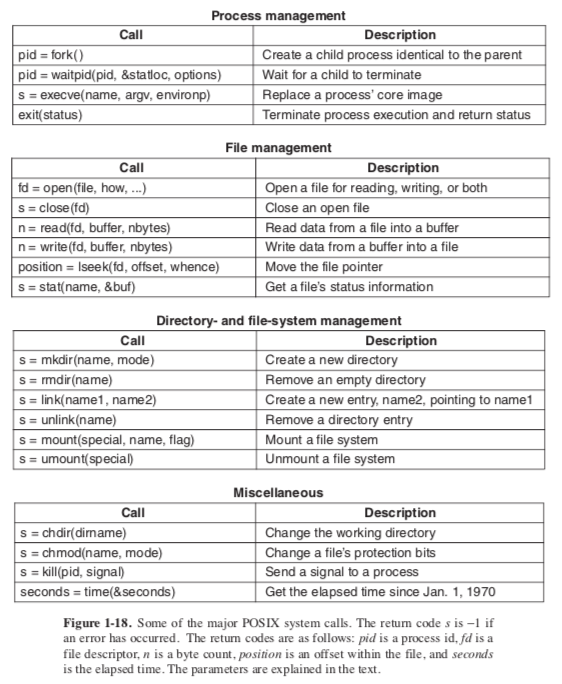 Process management
Call Description
pid = fork( ) Create a child process identical to the parent
pid = waitpid(pid, &statloc, options) Wait for a child to terminate
s = execve(name, argv, environp) Replace a process’ core image
exit(status) Terminate process execution and return status
File management
Call Description
fd = open(file, how, ...) Open a file for reading, writing, or both
s = close(fd) Close an open file
n = read(fd, buffer, nbytes) Read data from a file into a buffer
n = write(fd, buffer, nbytes) Write data from a buffer into a file
position = lseek(fd, offset, whence) Move the file pointer
s = stat(name, &buf) Get a file’s status information
Directory- and file-system management
Call Description
s = mkdir(name, mode) Create a new directory
s = rmdir(name) Remove an empty directory
s = link(name1, name2) Create a new entry, name2, pointing to name1
s = unlink(name) Remove a directory entry
s = mount(special, name, flag) Mount a file system
s = umount(special) Unmount a file system
Miscellaneous
Call Description
s = chdir(dirname) Change the working directory
s = chmod(name, mode) Change a file’s protection bits
s = kill(pid, signal) Send a signal to a process
seconds = time(&seconds) Get the elapsed time since Jan. 1, 1970
Figure 1-18. Some of the major POSIX system calls. The return code s is −1 if
an error has occurred. The return codes are as follows: pid is a process id, fd is a
file descriptor, n is a byte count, position is an offset within the file, and seconds
is the elapsed time. The parameters are explained in the text.